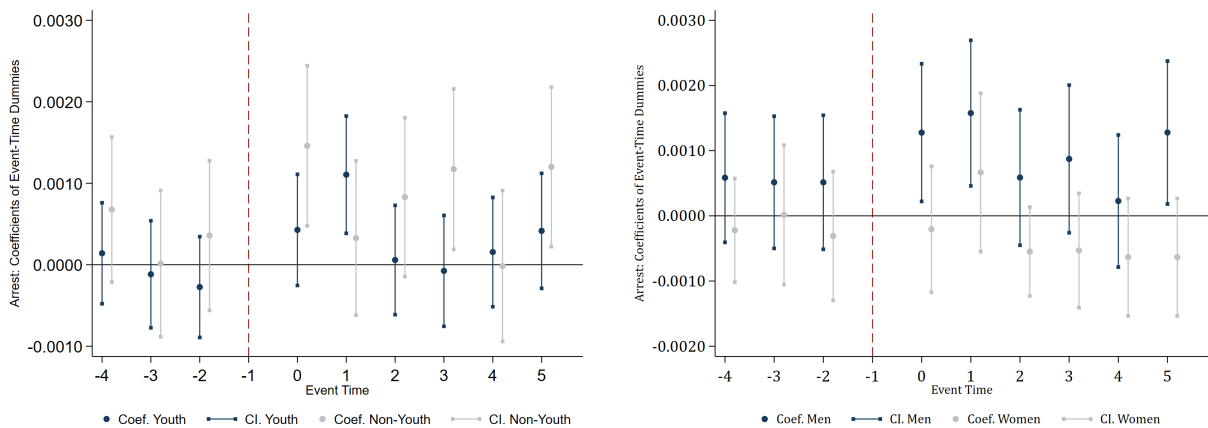 Arrest: Coefficients of Event-Time Dummies
0.0030
0.0020
0.0010
0.0000
-0.0010
-4 -3 -2 -1 0 1 2 3 4 5
Event Time
Coef. Youth CI. Youth Coef. Non-Youth CI. Non-Youth
Arrest: Coefficients of Event-Time Dummies
0.0030
0.0020
0.0010
0.0000
-0.0010
-0.0020
-4 -3 -2 -1 0 1 2 3 4 5
Event Time
Coef. Men CI. Men Coef. Women CI. Women